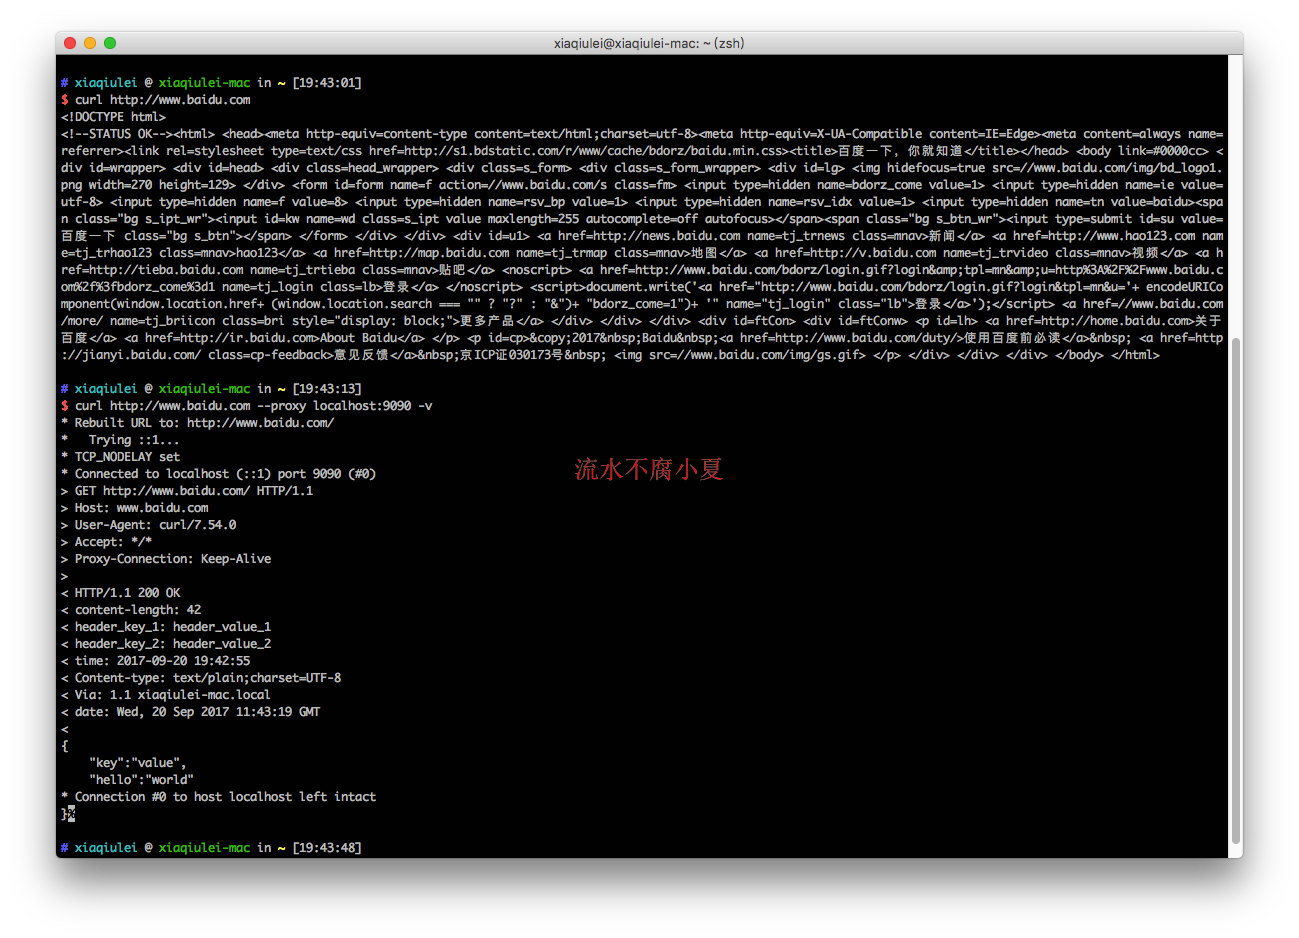 xiaqiulei@xiaqiulei-mac: ~ (zsh)
# xiaqiulei @ xiaqiulei-mac in ~ [19:43:01]
$ curl http://www.baidu.com
<!DOCTYPE html>
<!--STATUS OK--><html> <head><meta http-equiv=content-type content=text/html;charset=utf-8><meta http-equiv=X-UA-Compatible content=IE=Edge><meta content=always name=
referrer><link rel=stylesheet type=text/css href=http://s1.bdstatic.com/r/www/cache/bdorz/baidu.min.css><title>百度一下，你就知道</title></head> <body link=#0000cc> <
div id=wrapper> <div id=head> <div class=head_wrapper> <div class=s_form> <div class=s_form_wrapper> <div id=lg> <img hidefocus=true src=//www.baidu.com/img/bd_logo1.
png width=270 height=129> </div> <form id=form name=f action=//www.baidu.com/s class=fm> <input type=hidden name=bdorz_come value=1> <input type=hidden name=ie value=
utf-8> <input type=hidden name=f value=8> <input type=hidden name=rsv_bp value=1> <input type=hidden name=rsv_idx value=1> <input type=hidden name=tn value=baidu><spa
n class="bg s_ipt_wr"><input id=kw name=wd class=s_ipt value maxlength=255 autocomplete=off autofocus></span><span class="bg s_btn_wr"><input type=submit id=su value=
百度一下 class="bg s_btn"></span> </form> </div> </div> <div id=u1> <a href=http://news.baidu.com name=tj_trnews class=mnav>新闻</a> <a href=http://www.hao123.com nam
e=tj_trhao123 class=mnav>hao123</a> <a href=http://map.baidu.com name=tj_trmap class=mnav>地图</a> <a href=http://v.baidu.com name=tj_trvideo class=mnav>视频</a> <a h
ref=http://tieba.baidu.com name=tj_trtieba class=mnav>贴吧</a> <noscript> <a href=http://www.baidu.com/bdorz/login.gif?login&amp;tpl=mn&amp;u=http%3A%2F%2Fwww.baidu.c
om%2f%3fbdorz_come%3d1 name=tj_login class=lb>登录</a> </noscript> <script>document.write('<a href="http://www.baidu.com/bdorz/login.gif?login&tpl=mn&u='+ encodeURICo
mponent(window.location.href+ (window.location.search === "" ? "?" : "&")+ "bdorz_come=1")+ '" name="tj_login" class="lb">登录</a>');</script> <a href=//www.baidu.com
/more/ name=tj_briicon class=bri style="display: block;">更多产品</a> </div> </div> </div> <div id=ftCon> <div id=ftConw> <p id=lh> <a href=http://home.baidu.com>关于
百度</a> <a href=http://ir.baidu.com>About Baidu</a> </p> <p id=cp>&copy;2017&nbsp;Baidu&nbsp;<a href=http://www.baidu.com/duty/>使用百度前必读</a>&nbsp; <a href=http
://jianyi.baidu.com/ class=cp-feedback>意见反馈</a>&nbsp;京ICP证030173号&nbsp; <img src=//www.baidu.com/img/gs.gif> </p> </div> </div> </div> </body> </html>
# xiaqiulei @ xiaqiulei-mac in ~ [19:43:13]
$ curl http://www.baidu.com --proxy localhost:9090 -v
* Rebuilt URL to: http://www.baidu.com/
*   Trying ::1...
* TCP_NODELAY set
流水不腐小夏
* Connected to localhost (::1) port 9090 (#0)
> GET http://www.baidu.com/ HTTP/1.1
> Host: www.baidu.com
> User-Agent: curl/7.54.0
> Accept: */*
> Proxy-Connection: Keep-Alive
>
< HTTP/1.1 200 OK
< content-length: 42
< header_key_1: header_value_1
< header_key_2: header_value_2
< time: 2017-09-20 19:42:55
< Content-type: text/plain;charset=UTF-8
< Via: 1.1 xiaqiulei-mac.local
< date: Wed, 20 Sep 2017 11:43:19 GMT
<
{
    "key":"value",
    "hello":"world"
* Connection #0 to host localhost left intact
}%
# xiaqiulei @ xiaqiulei-mac in ~ [19:43:48]